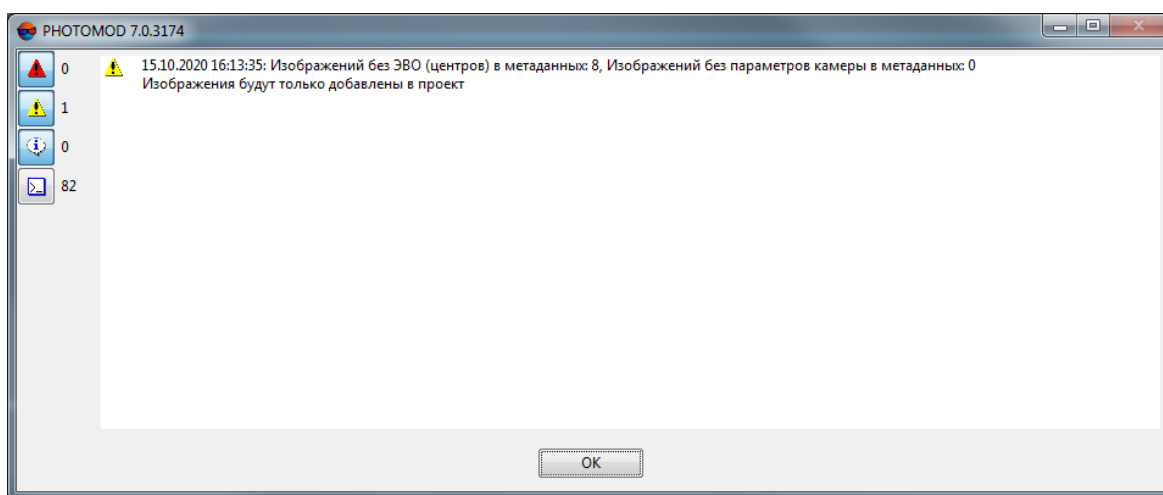 PHOTOMOD 7.0.3174
0
15.10.2020 16:13:35: Изображений без ЭВО (центров) в метаданных: 8, Изображений без параметров камеры в метаданных: 0
Изображения будут только добавлены в проект
1
0
82
OK